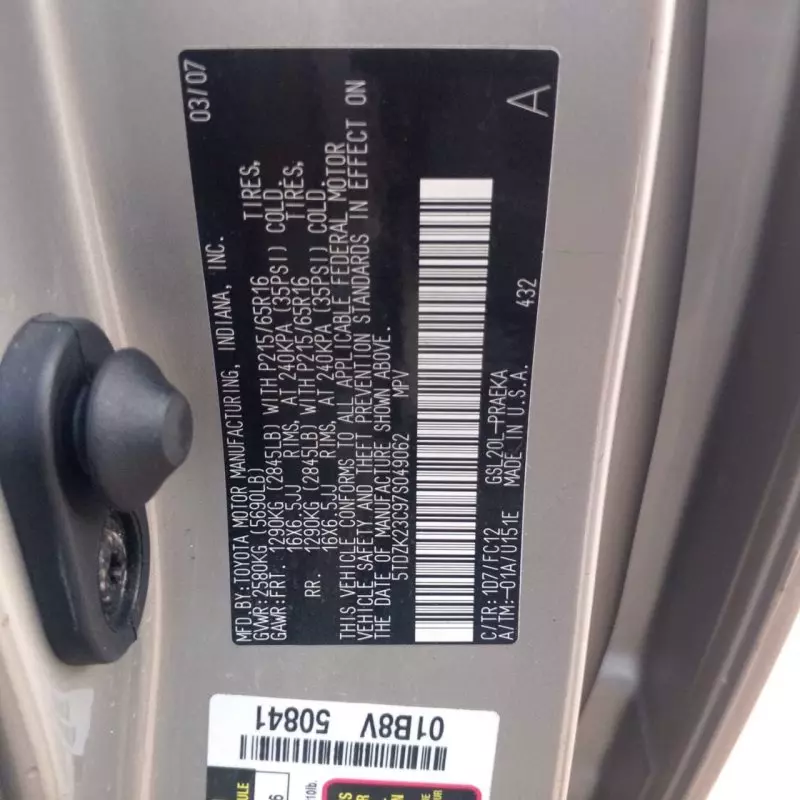 03/07
MFD.BY:TOYOTA MOTOR MANUFACTURING, INDIANA, INC.
GVWR:2580KG (5690LB)
GAWR:FRT. 1290KG (2845LB) WITH P215/65R16 TIRES,
16X6.5JJ RIMS, AT 240KPA (35PSI) COLD.
RR. 1290KG (2845LB) WITH P215/65R16 TIRES,
16X6.5JJ RIMS, AT 240KPA (35PSI) COLD.
THIS VEHICLE CONFORMS TO ALL APPLICABLE FEDERAL MOTOR
VEHICLE SAFETY AND THEFT PREVENTION STANDARDS IN EFFECT ON
THE DATE OF MANUFACTURE SHOWN ABOVE.
5TDZK23C97S049062 MPV
432
C/TR:1D7/FC12 GSL20L-PRAEKA
A/TM:-01A/U151E MADE IN U.S.A.
A
01B8V 50841
10lb.